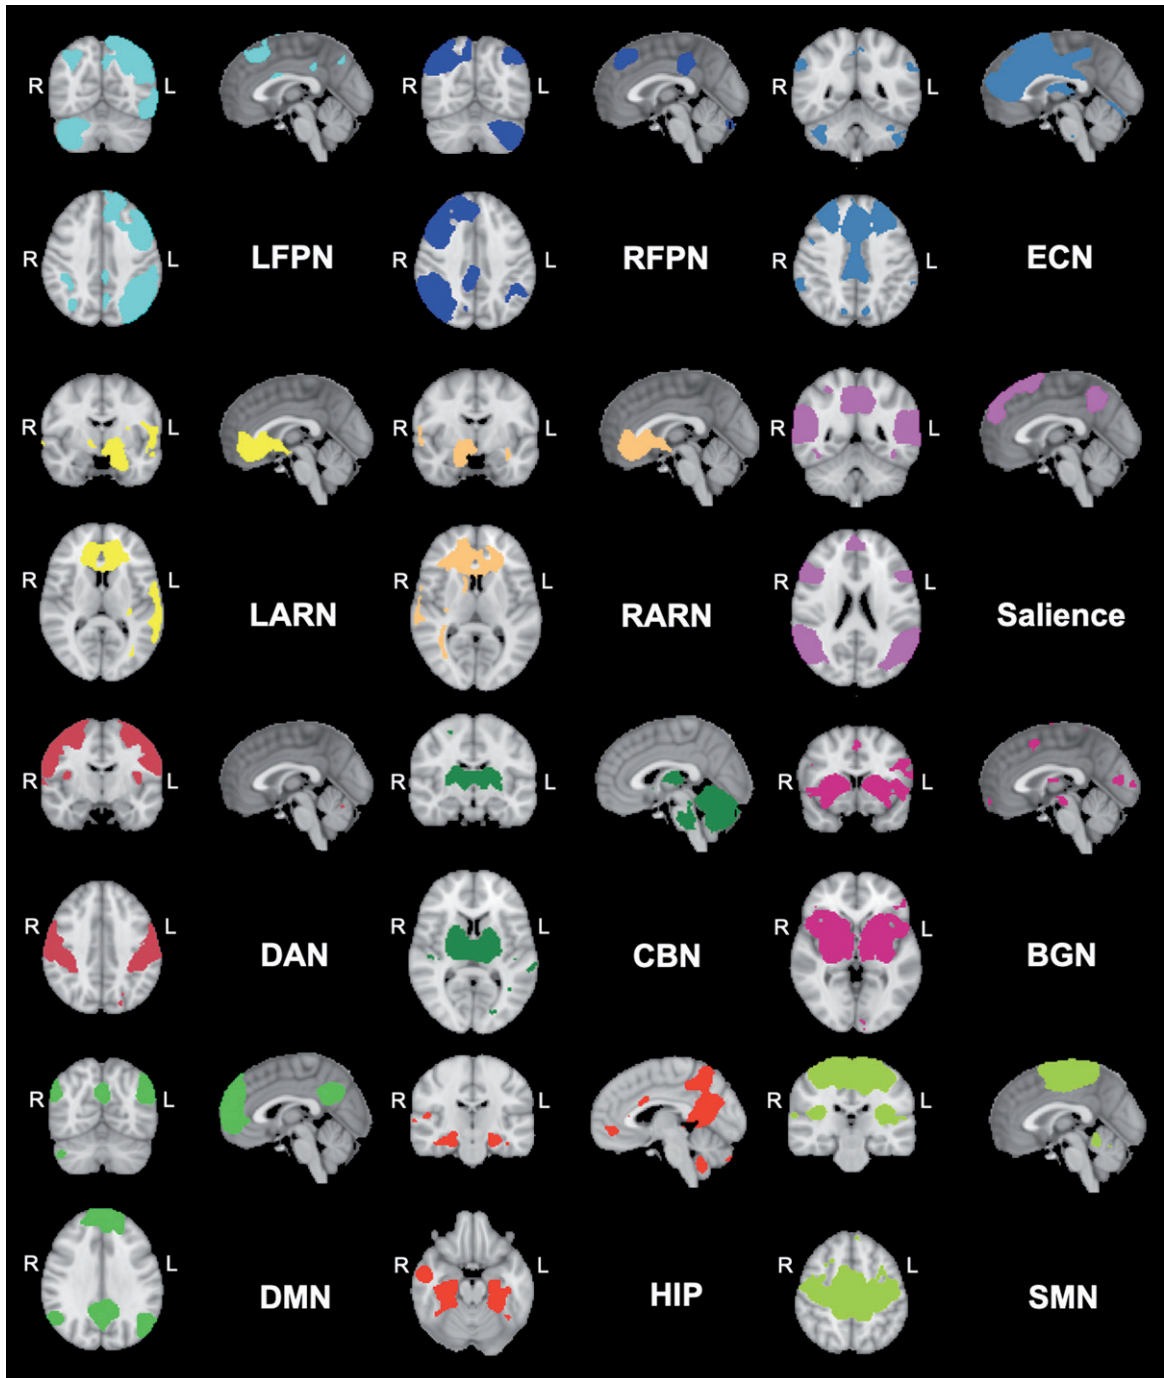 R L R L R L
R L LFPN R L RFPN R L ECN
R L R L R L
R L LARN R L RARN R L Salience
R L R L R L
R L DAN R L CBN R L BGN
R L R L R L
R L DMN R L HIP R L SMN